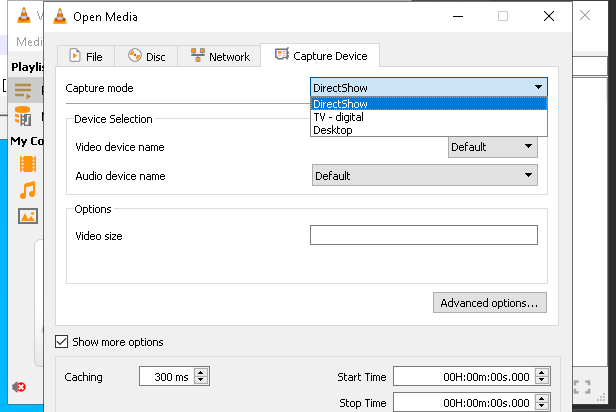 Open Media
Medi
File
Disc
Network
Capture Device
Playlis
Capture mode
DirectShow
DirectShow
TV - digital
Desktop
Device Selection
Video device name
Default
My Co
Audio device name
Default
Options
Video size
Advanced options...
Show more options
Caching
300 ms
Start Time
00H:00m:00s.000
Stop Time
00H:00m:00s.000